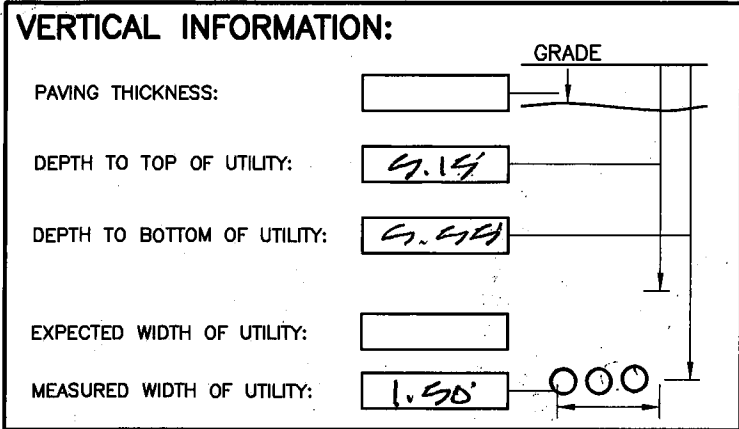 VERTICAL INFORMATION:
GRADE
PAVING THICKNESS:
DEPTH TO TOP OF UTILITY: 5.15'
DEPTH TO BOTTOM OF UTILITY: 5.55'
EXPECTED WIDTH OF UTILITY:
MEASURED WIDTH OF UTILITY: 1.50'